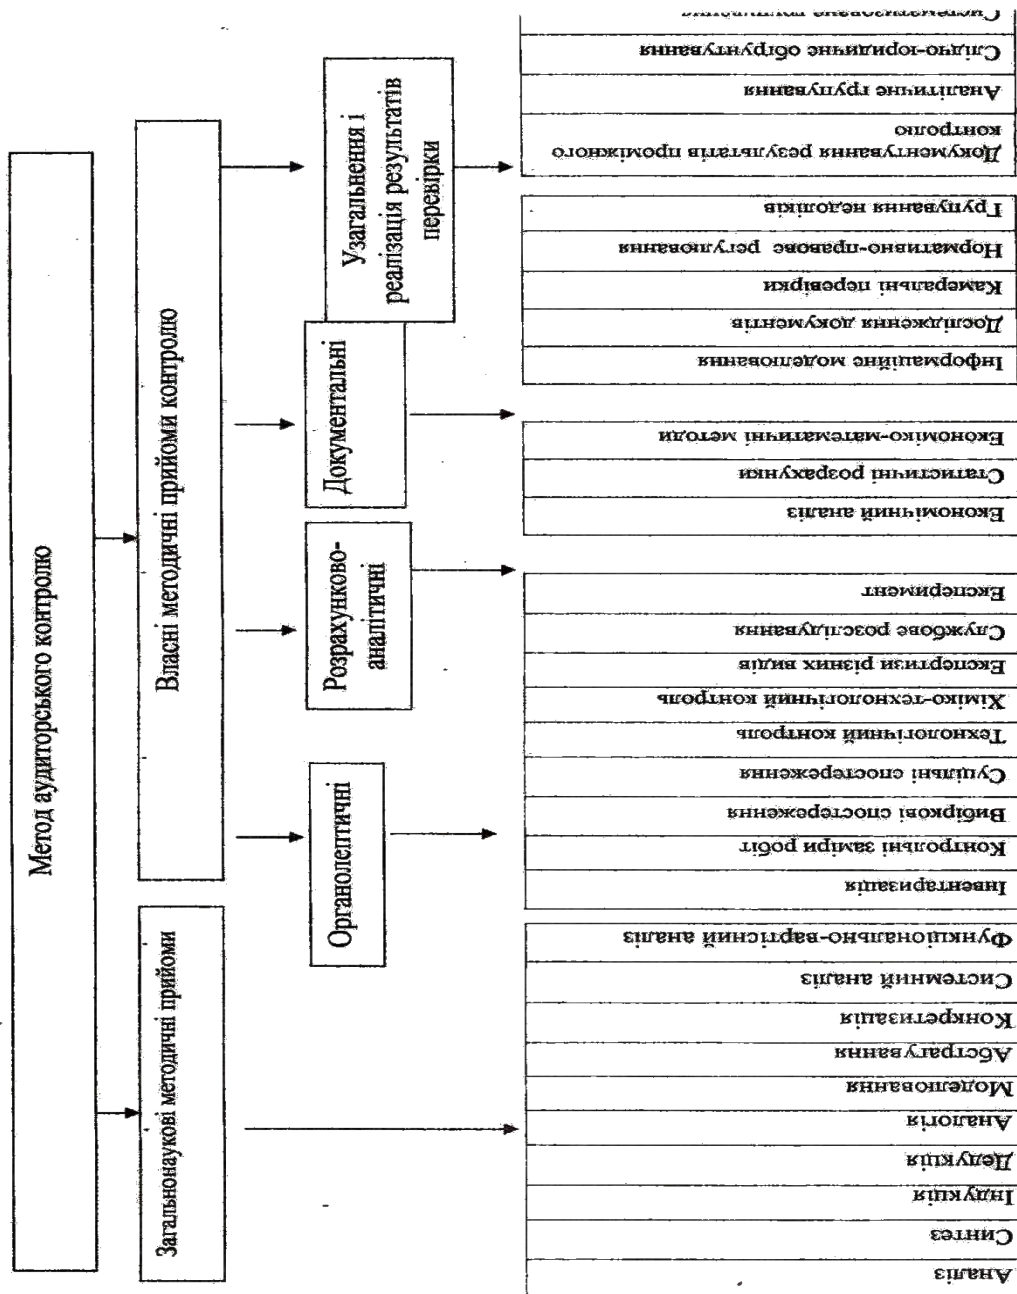 Метод аудиторського контролю
Загальнонаукові методичні прийоми
Власні методичні прийоми контролю
Органолептичні
Розрахунково-
аналітичні
Документальні
Узагальнення і
реалізація результатів
перевірки
Аналіз
Синтез
Індукція
Дедукція
Аналогія
Моделювання
Абстрагування
Конкретизація
Системний аналіз
Функціонально-вартісний аналіз
Інвентаризація
Контрольні заміри робіт
Вибіркові спостереження
Суцільні спостереження
Технологічний контроль
Хіміко-технологічний контроль
Експертизи різних видів
Службове розслідування
Експеримент
Економічний аналіз
Статистичні розрахунки
Економіко-математичні методи
Інформаційне моделювання
Дослідження документів
Камеральні перевірки
Нормативно-правове регулювання
Групування недоліків
Документування результатів проміжного
контролю
Аналітичне групування
Слідчо-юридичне обґрунтування